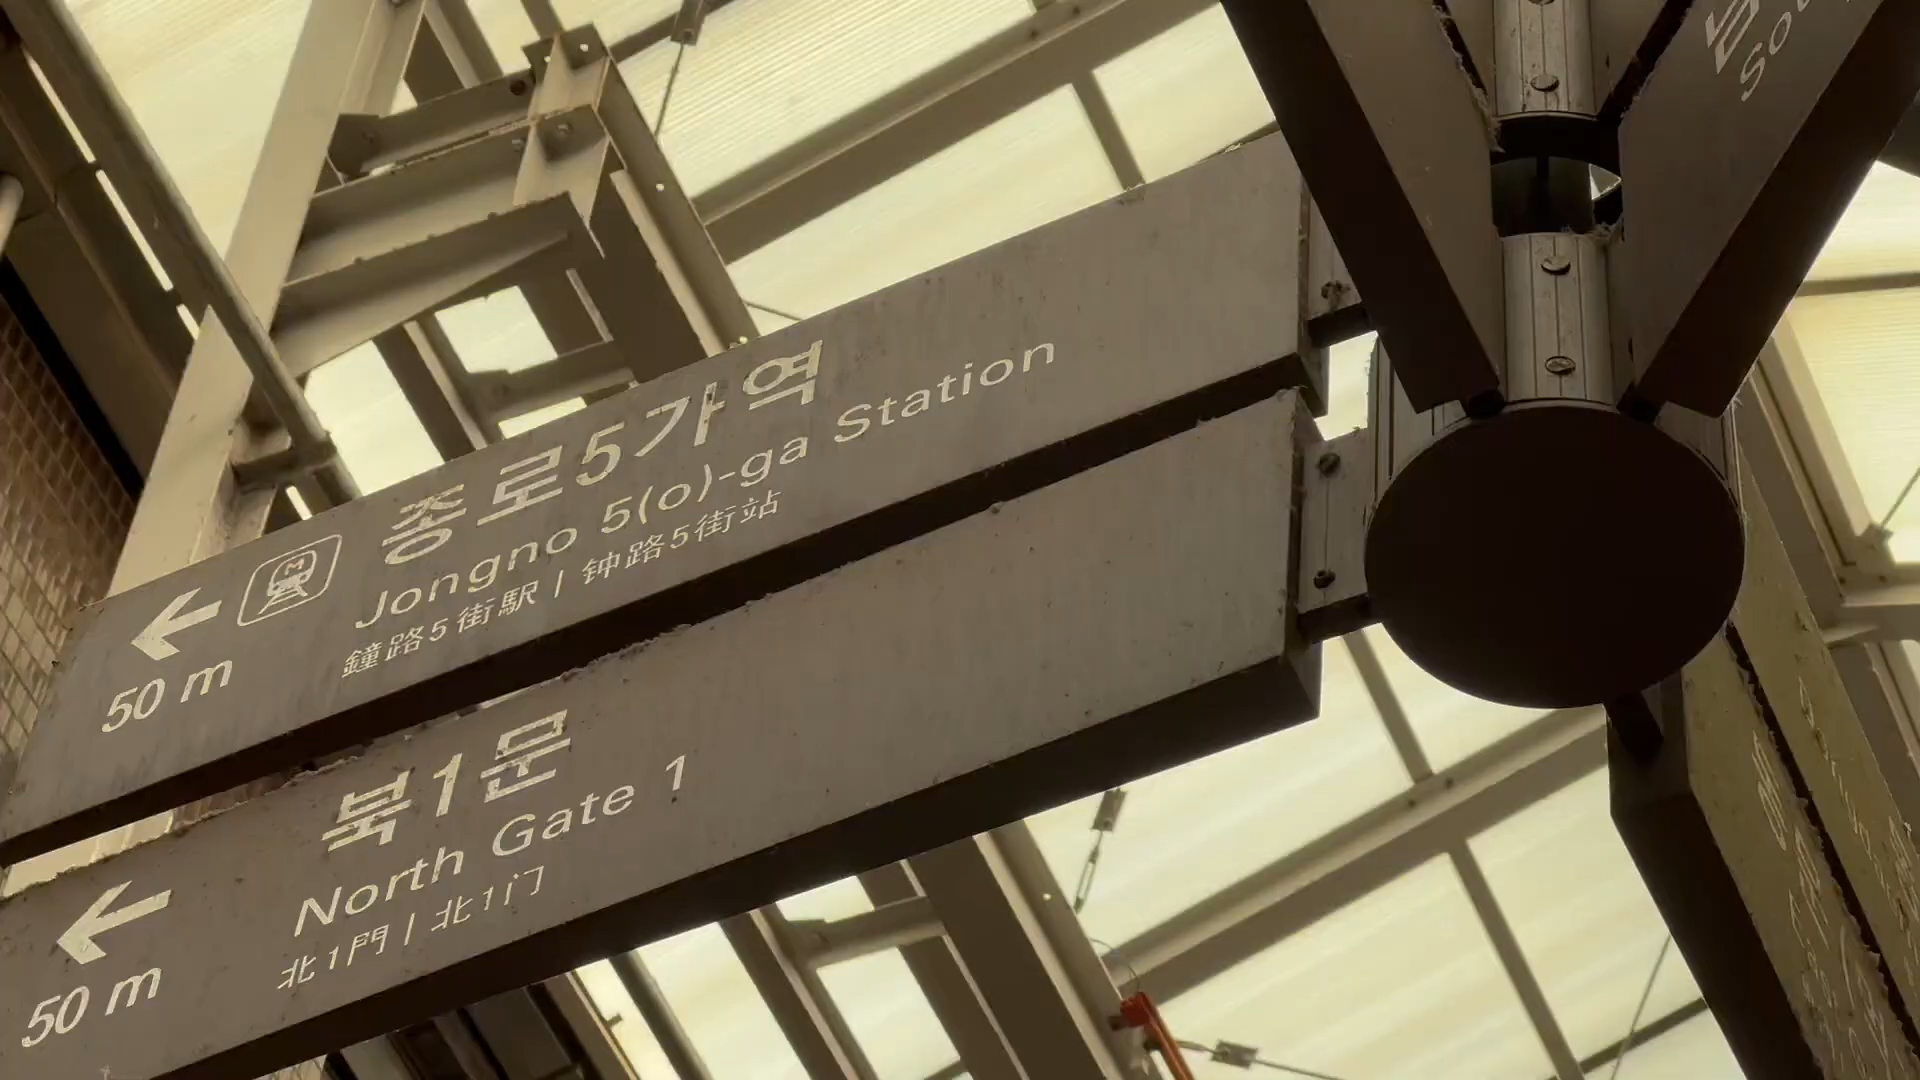 종로5가역
Jongno 5(o)-ga Station
鐘路5街駅 | 钟路5街站
50 m
북1문
North Gate 1
北1門 | 北1门
50 m